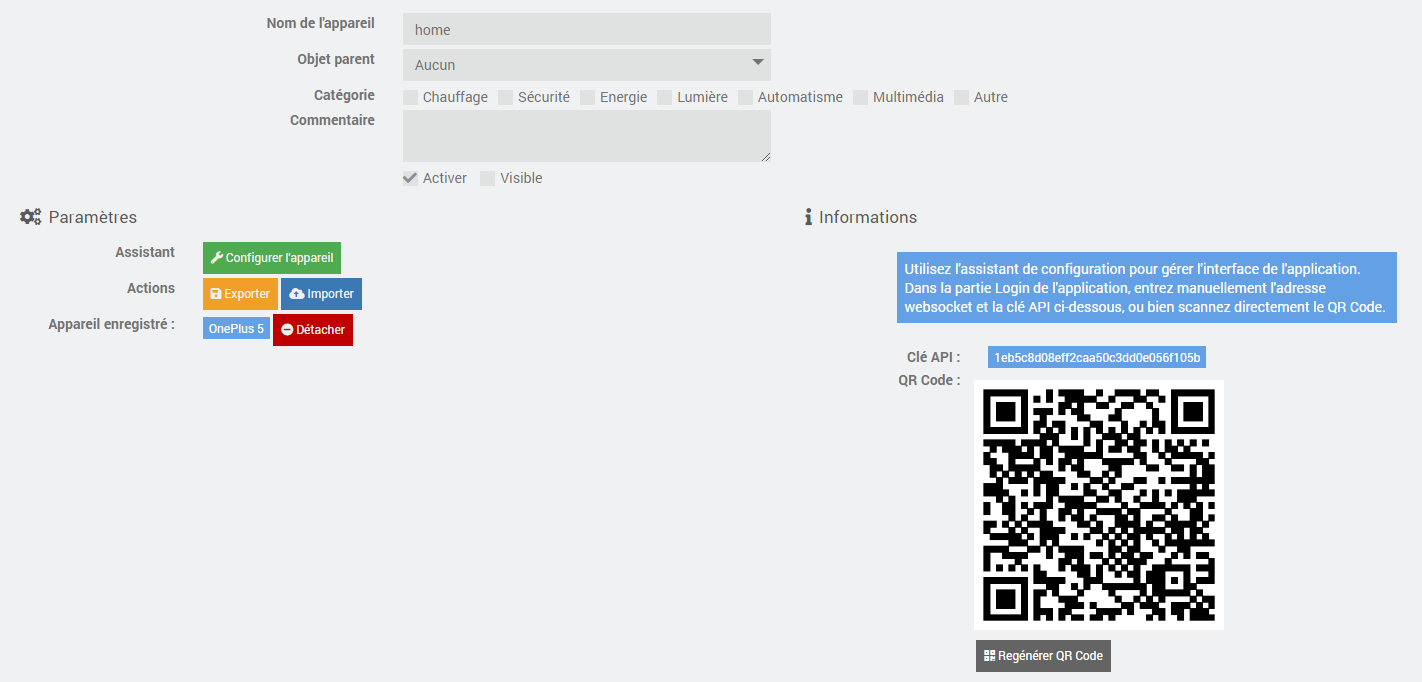 Nom de l'appareil
home
Objet parent
Aucun
Catégorie
Chauffage Sécurité Energie Lumière Automatisme Multimédia Autre
Commentaire
Activer Visible
Paramètres
Assistant
Configurer l'appareil
Actions
Exporter Importer
Appareil enregistré :
OnePlus 5 Détacher
Informations
Utilisez l'assistant de configuration pour gérer l'interface de l'application.
Dans la partie Login de l'application, entrez manuellement l'adresse
websocket et la clé API ci-dessous, ou bien scannez directement le QR Code.
Clé API :
1eb5c8d08eff2caa50c3dd0e056f105b
QR Code :
Regénérer QR Code